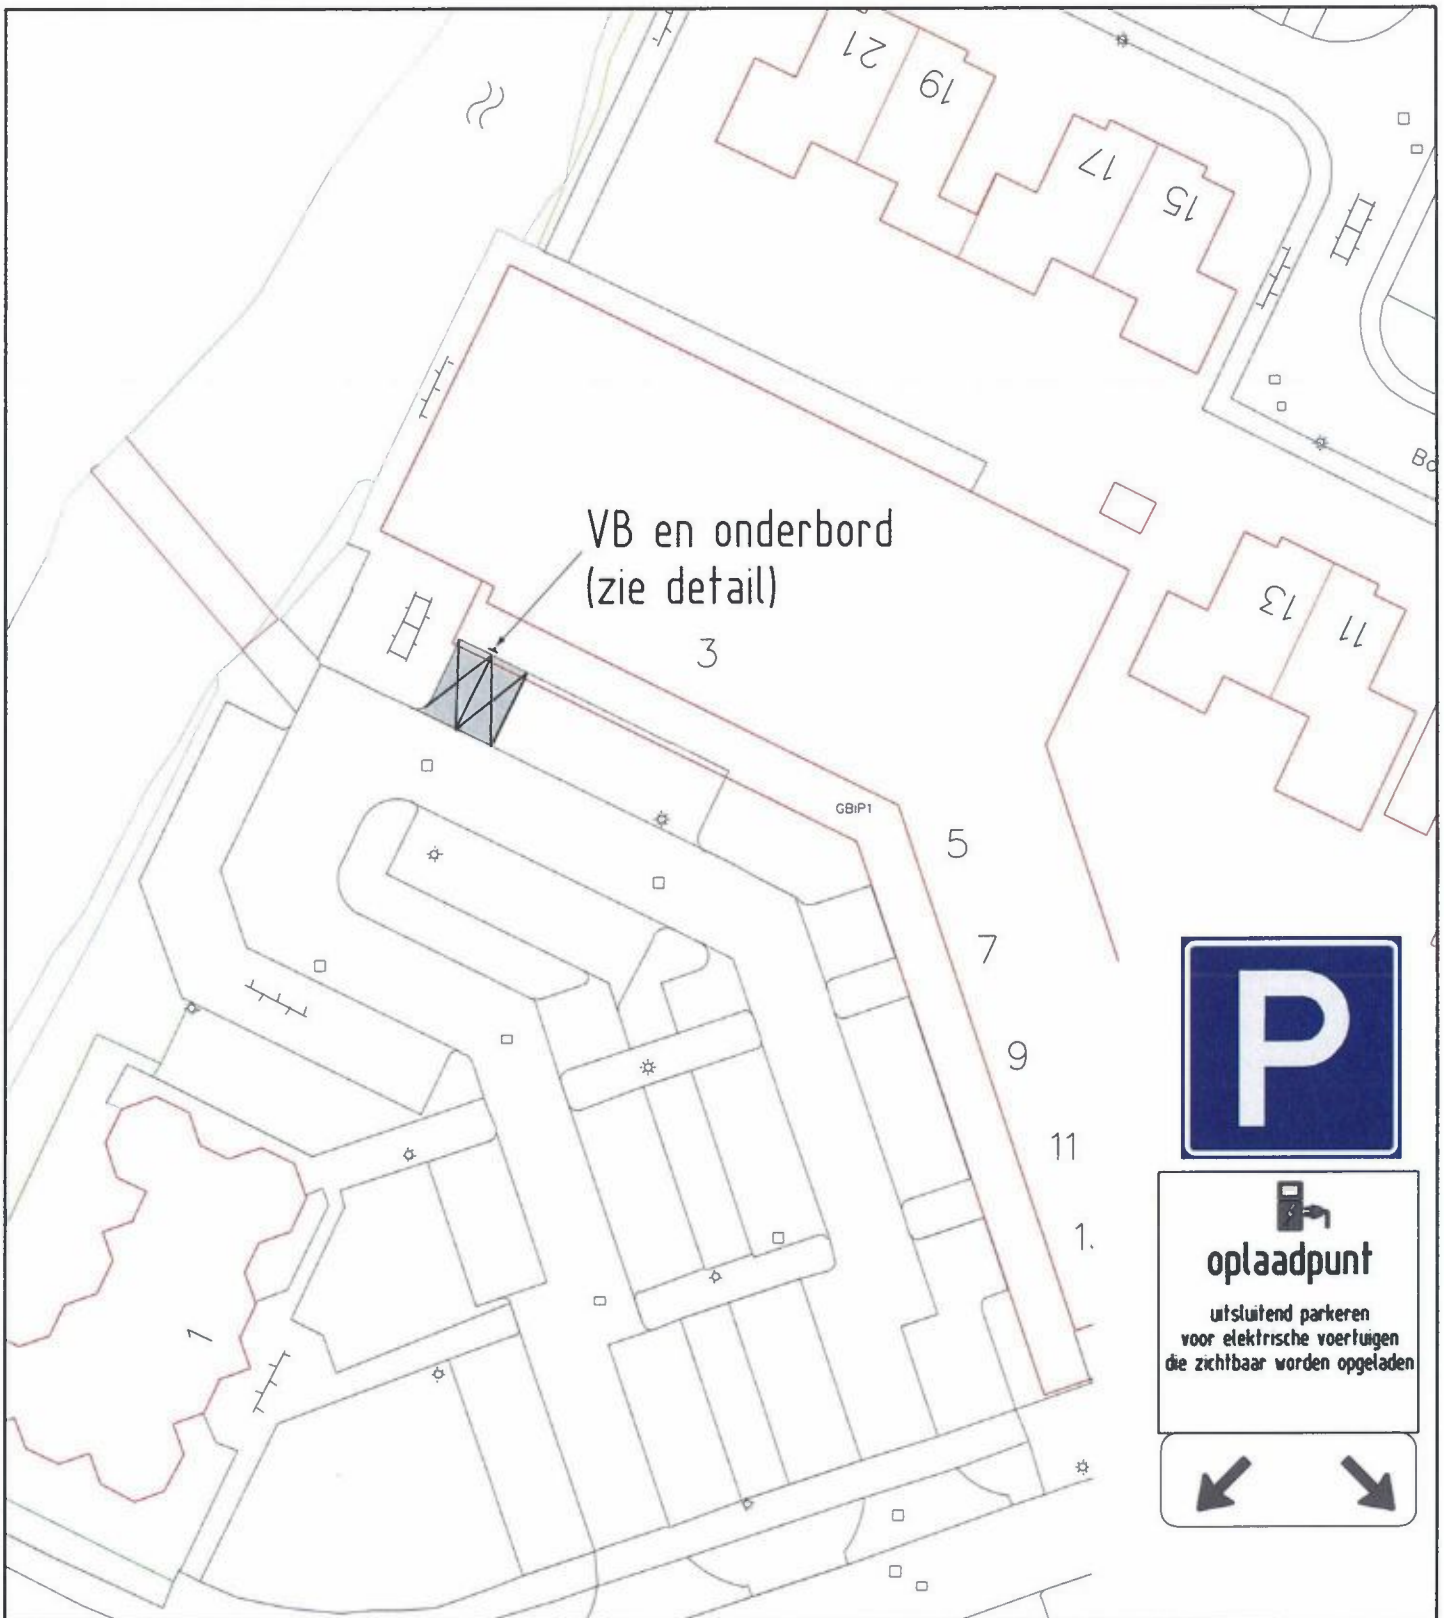 21
19
17
15
Bo
VB en onderbord
(zie detail)
13
11
3
GBIP1
5
7
9
11
1.
1
P
oplaadpunt
uitsluitend parkeren
voor elektrische voertuigen
die zichtbaar worden opgeladen